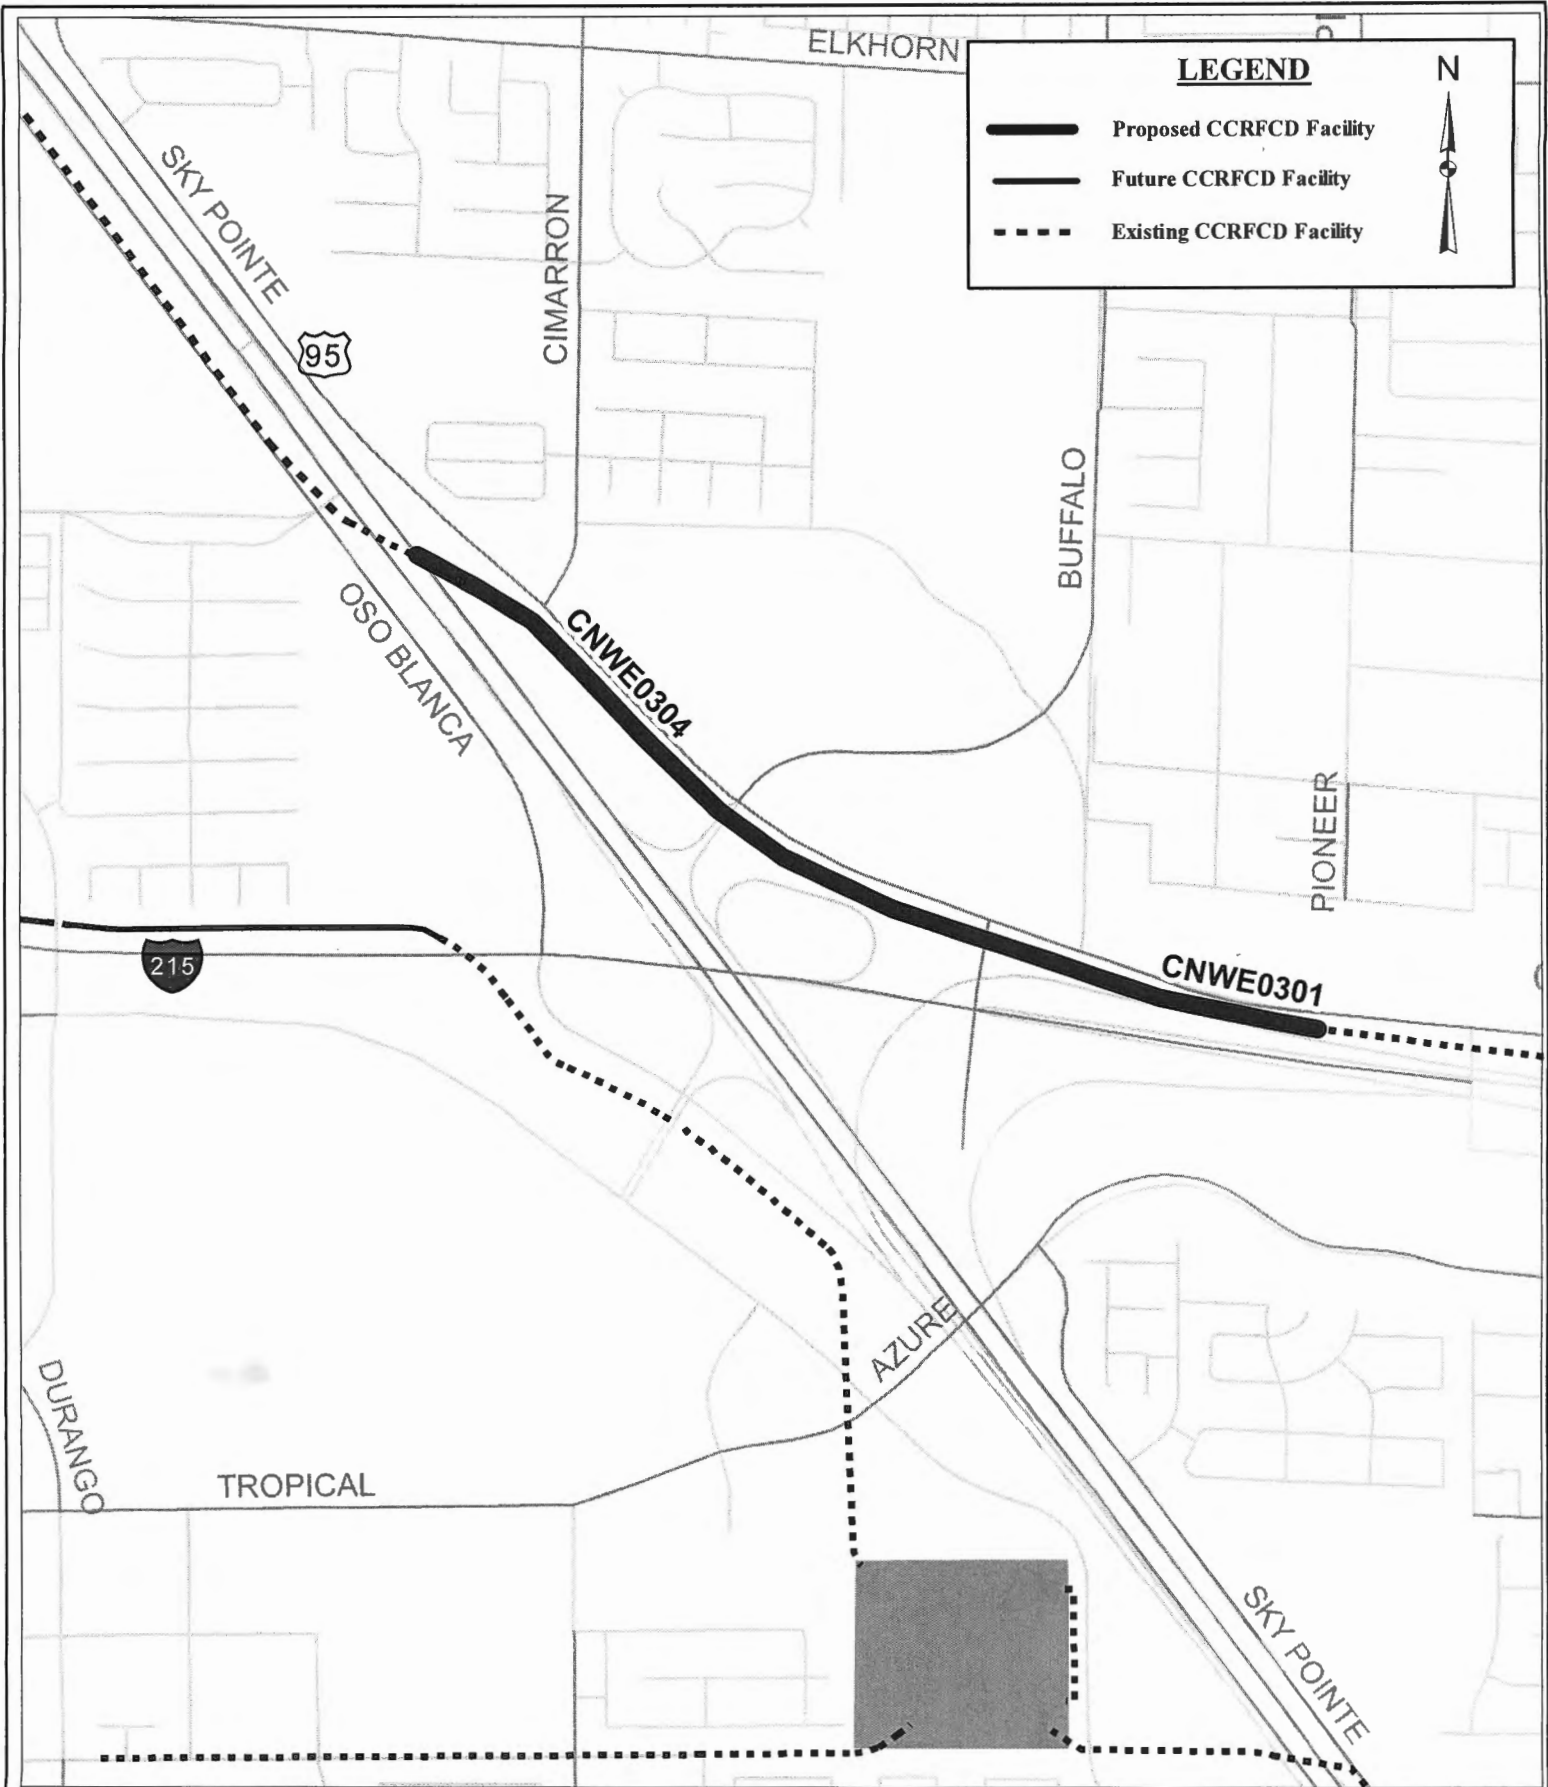 ELKHORN
LEGEND
N
Proposed CCRFCD Facility
Future CCRFCD Facility
Existing CCRFCD Facility
SKY POINTE
95
CIMARRON
BUFFALO
OSO BLANCA
CNWE0304
PIONEER
215
CNWE0301
AZURE
DURANGO
TROPICAL
SKY POINTE